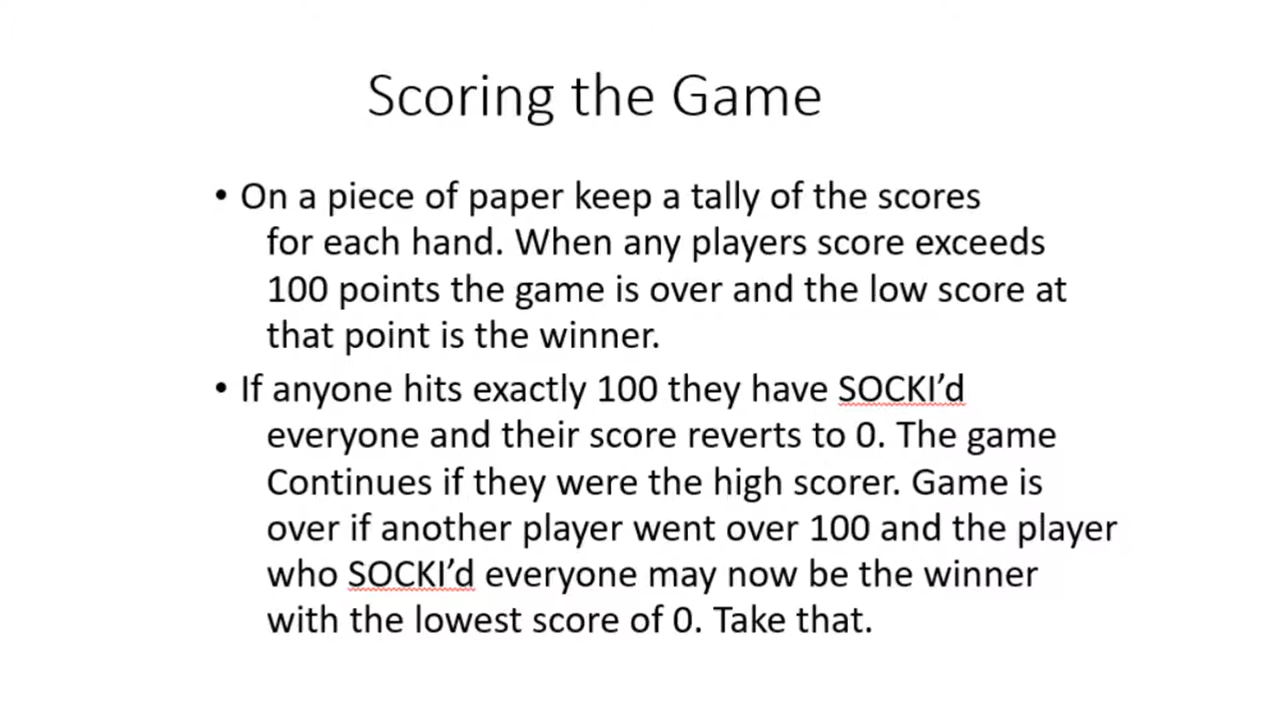 Scoring the Game
• On a piece of paper keep a tally of the scores
for each hand. When any players score exceeds
100 points the game is over and the low score at
that point is the winner.
• If anyone hits exactly 100 they have SOCKI’d
everyone and their score reverts to 0. The game
Continues if they were the high scorer. Game is
over if another player went over 100 and the player
who SOCKI’d everyone may now be the winner
with the lowest score of 0. Take that.